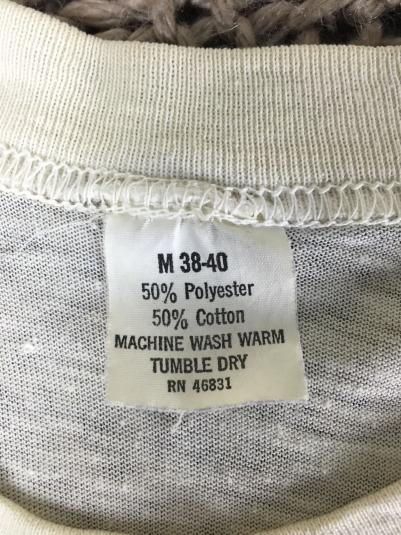 M 38-40
50% Polyester
50% Cotton
MACHINE WASH WARM
TUMBLE DRY
RN 46831